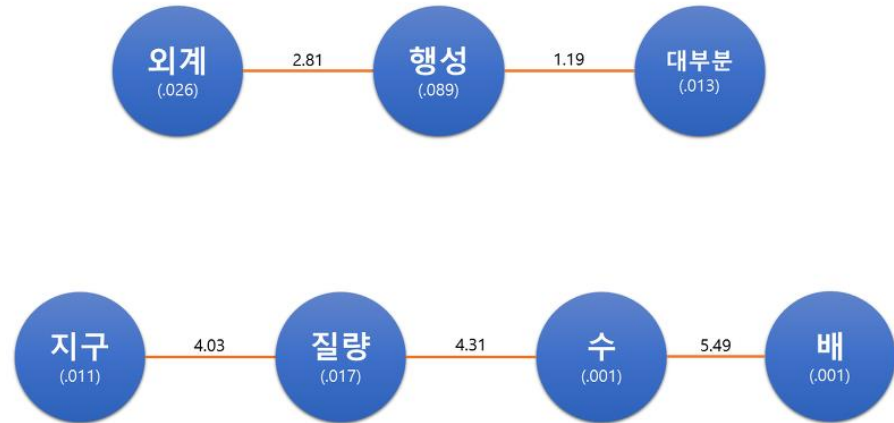 외계 2.81 행성 1.19 대부분
(.026) (.089) (.013)
지구 4.03 질량 4.31 수 5.49 배
(.011) (.017) (.001) (.001)